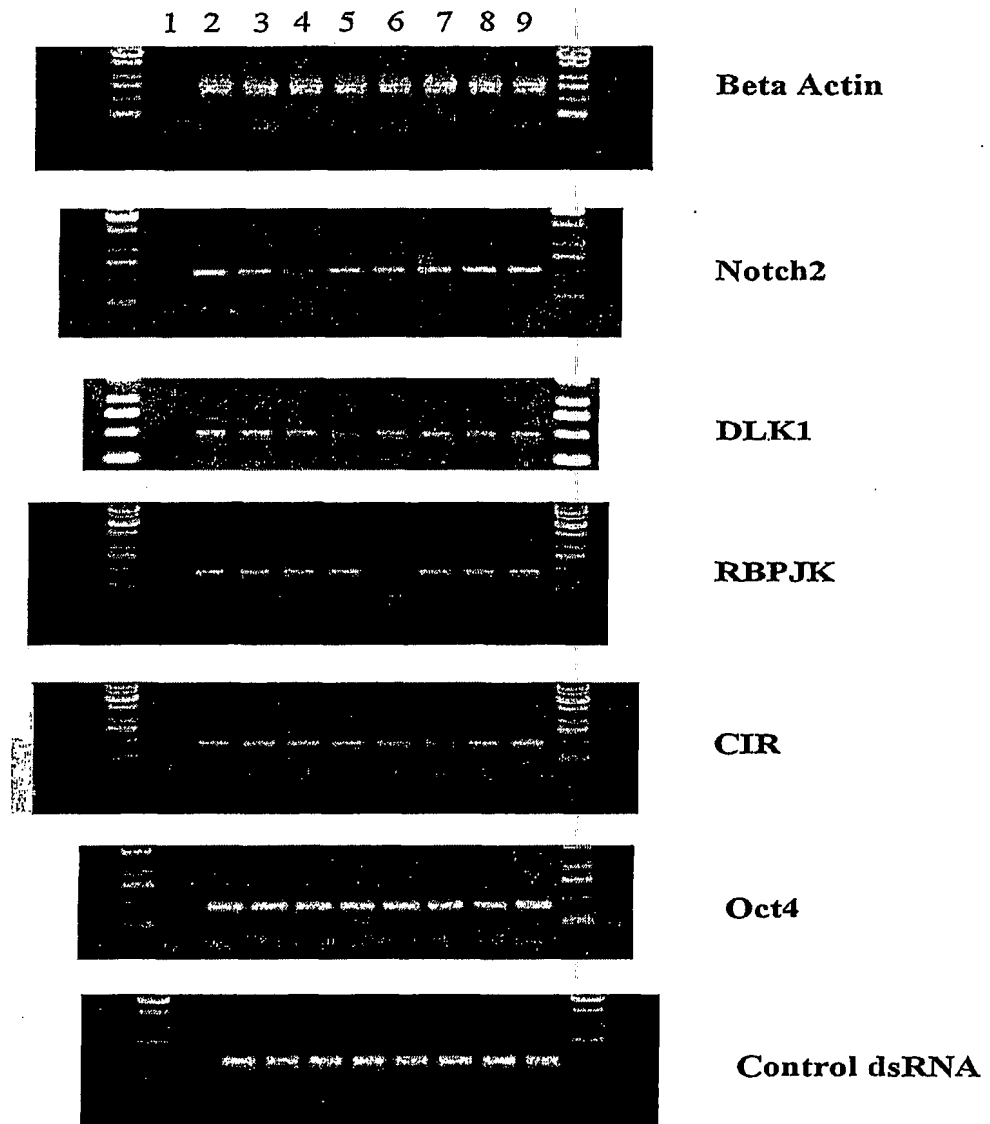 1 2 3 4 5 6 7 8 9
Beta Actin
Notch2
DLK1
RBPJK
CIR
Oct4
Control dsRNA